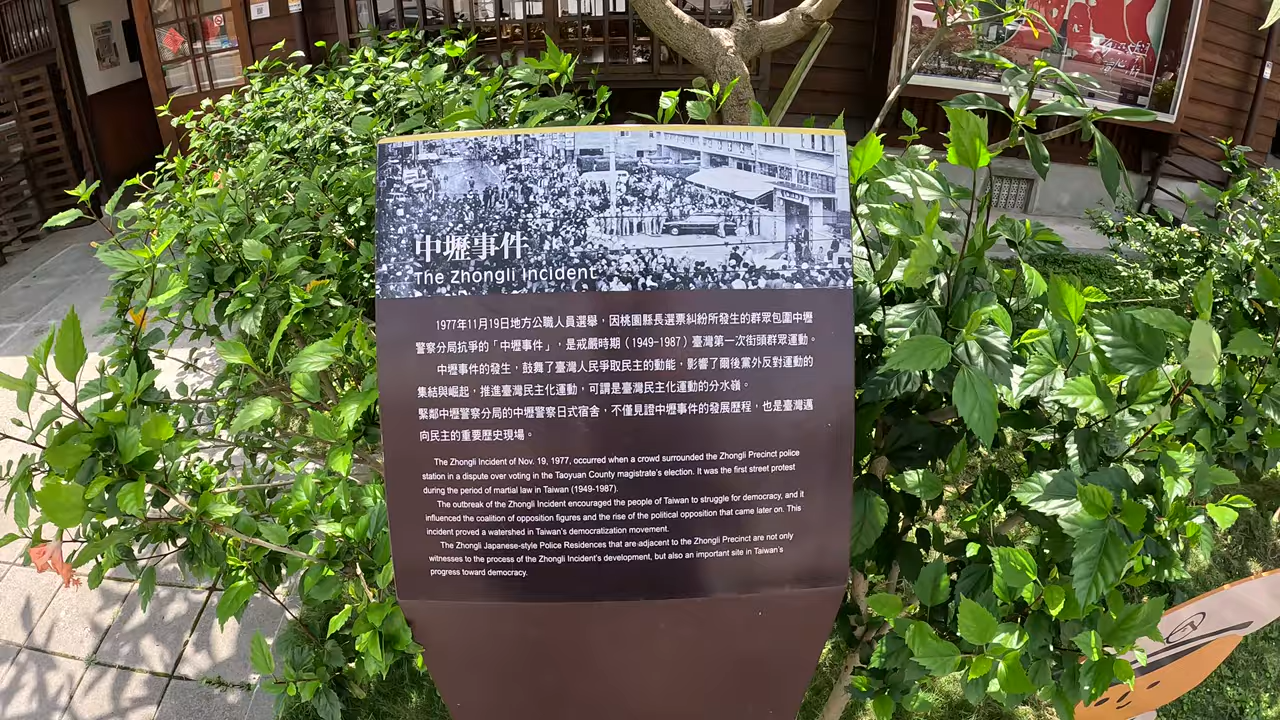 中壢事件
The Zhongli Incident
1977年11月19日地方公職人員選舉，因桃園縣長選票糾紛所發生的群眾包圍中壢
警察分局抗爭的「中壢事件」，是戒嚴時期（1949-1987）臺灣第一次街頭群眾運動。
中壢事件的發生，鼓舞了臺灣人民爭取民主的動能，影響了爾後黨外反對運動的
集結與崛起，推進臺灣民主化運動，可謂是臺灣民主化運動的分水嶺。
緊鄰中壢警察分局的中壢警察日式宿舍，不僅見證中壢事件的發展歷程，也是臺灣邁
向民主的重要歷史現場。
The Zhongli Incident of Nov. 19, 1977, occurred when a crowd surrounded the Zhongli Precinct police
station in a dispute over voting in the Taoyuan County magistrate's election. It was the first street protest
during the period of martial law in Taiwan (1949-1987).
The outbreak of the Zhongli Incident encouraged the people of Taiwan to struggle for democracy, and it
influenced the coalition of opposition figures and the rise of the political opposition that came later on. This
incident proved a watershed in Taiwan's democratization movement.
The Zhongli Japanese-style Police Residences that are adjacent to the Zhongli Precinct are not only
witnesses to the process of the Zhongli Incident's development, but also an important site in Taiwan's
progress toward democracy.